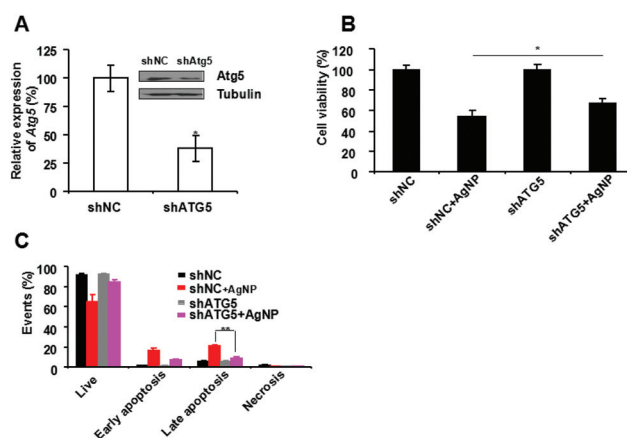 A
shNC shAtg5
Atg5
Tubulin
Relative expression
of Atg5 (%)
125
100
75
50
25
0
*
shNC shATG5
B
Cell viability (%)
120
100
80
60
40
20
0
*
shNC
shNC+AgNP
shATG5
shATG5+AgNP
C
Events (%)
100
80
60
40
20
0
shNC
shNC+AgNP
shATG5
shATG5+AgNP
**
Live
Early apoptosis
Late apoptosis
Necrosis